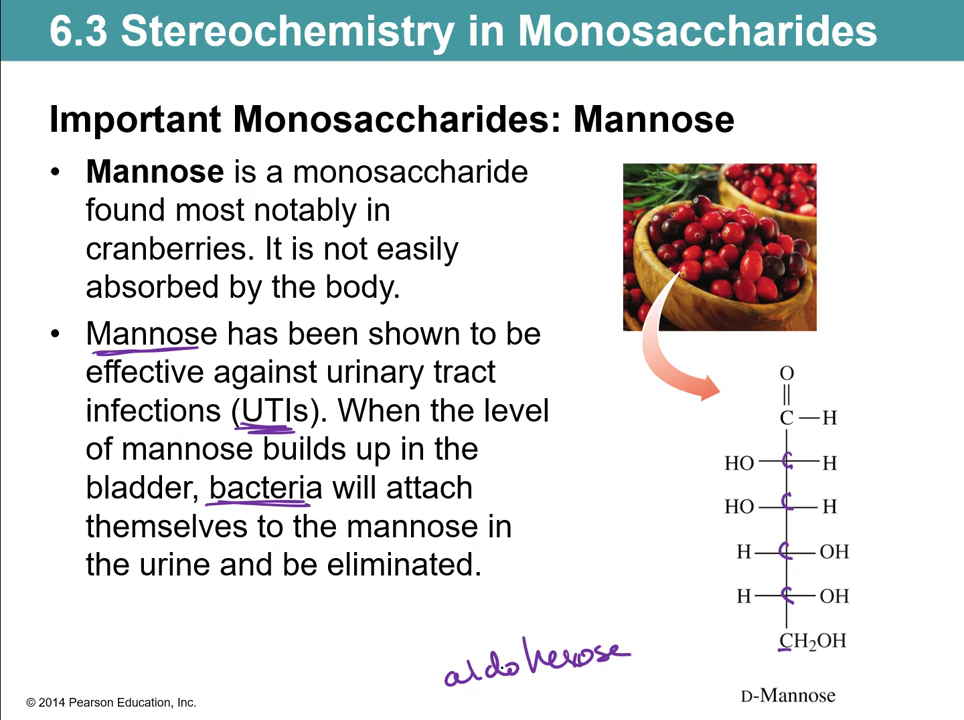 6.3 Stereochemistry in Monosaccharides
Important Monosaccharides: Mannose
• Mannose is a monosaccharide
found most notably in
cranberries. It is not easily
absorbed by the body.
• Mannose has been shown to be
effective against urinary tract
infections (UTIs). When the level
of mannose builds up in the
bladder, bacteria will attach
themselves to the mannose in
the urine and be eliminated.
O
C—H
HO C H
HO C H
H C OH
H C OH
CH₂OH
D-Mannose
aldohexose
© 2014 Pearson Education, Inc.